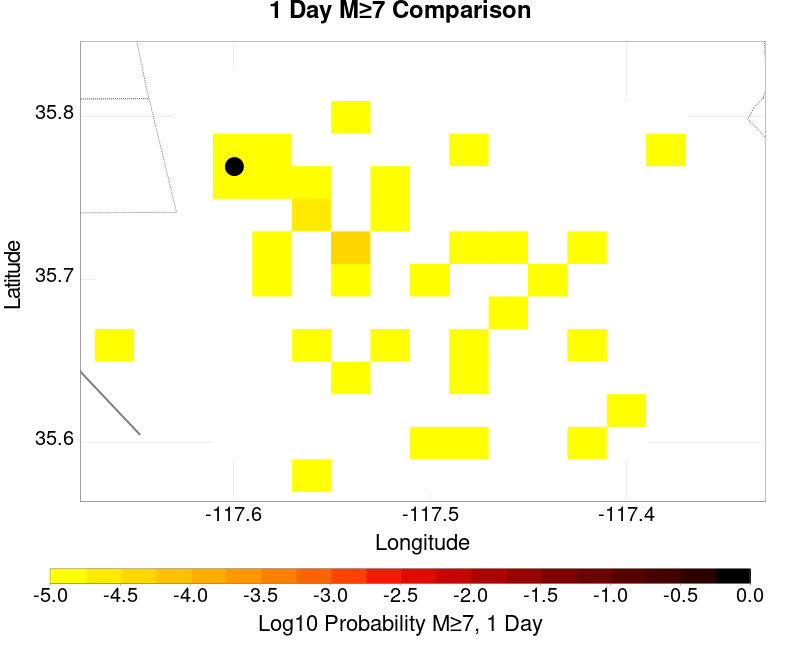 1 Day M≥7 Comparison
35.8
35.7
35.6
Latitude
-117.6 -117.5 -117.4
Longitude
-5.0 -4.5 -4.0 -3.5 -3.0 -2.5 -2.0 -1.5 -1.0 -0.5 0.0
Log10 Probability M≥7, 1 Day